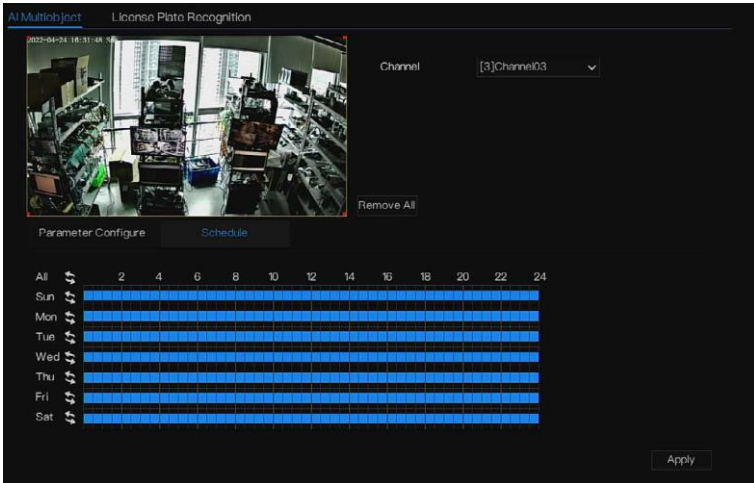 AI Multiobject License Plate Recognition
2022-04-24 16:31:48
Channel [3]Channel03
Remove All
Parameter Configure Schedule
All 2 4 6 8 10 12 14 16 18 20 22 24
Sun
Mon
Tue
Wed
Thu
Fri
Sat
Apply